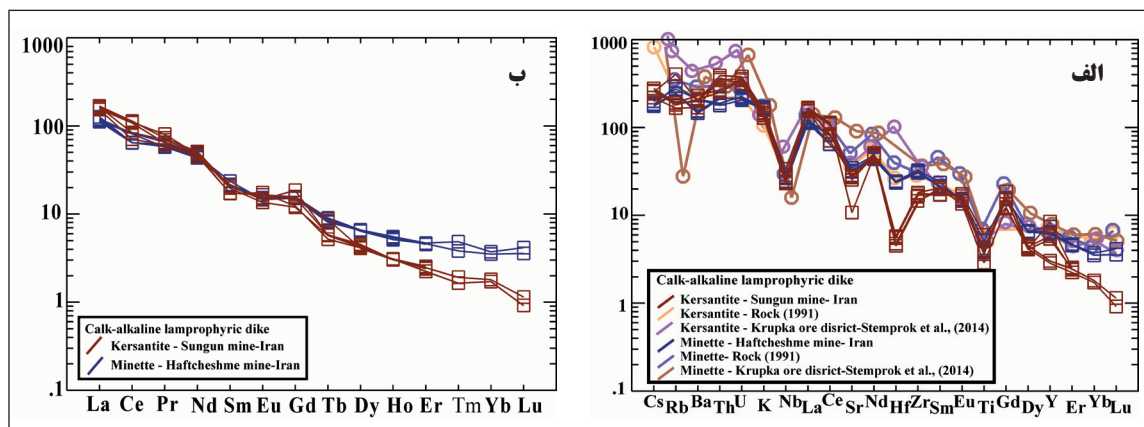 1000
100
10
1
.1
ب
Calk-alkaline lamprophyric dike
Kersantite - Sungun mine-Iran
Minette - Haftcheshme mine-Iran
La Ce Pr Nd Sm Eu Gd Tb Dy Ho Er Tm Yb Lu
1000
100
10
1
.1
الف
Calk-alkaline lamprophyric dike
Kersantite - Sungun mine- Iran
Kersantite - Rock (1991)
Kersantite - Krupka ore disrict-Stemprok et al., (2014)
Minette - Haftcheshme mine- Iran
Minette- Rock (1991)
Minette - Krupka ore disrict-Stemprok et al., (2014)
Cs Rb Ba Th U K Nb La Ce Sr Nd Hf Zr Sm Eu Ti Gd Dy Y Er Yb Lu